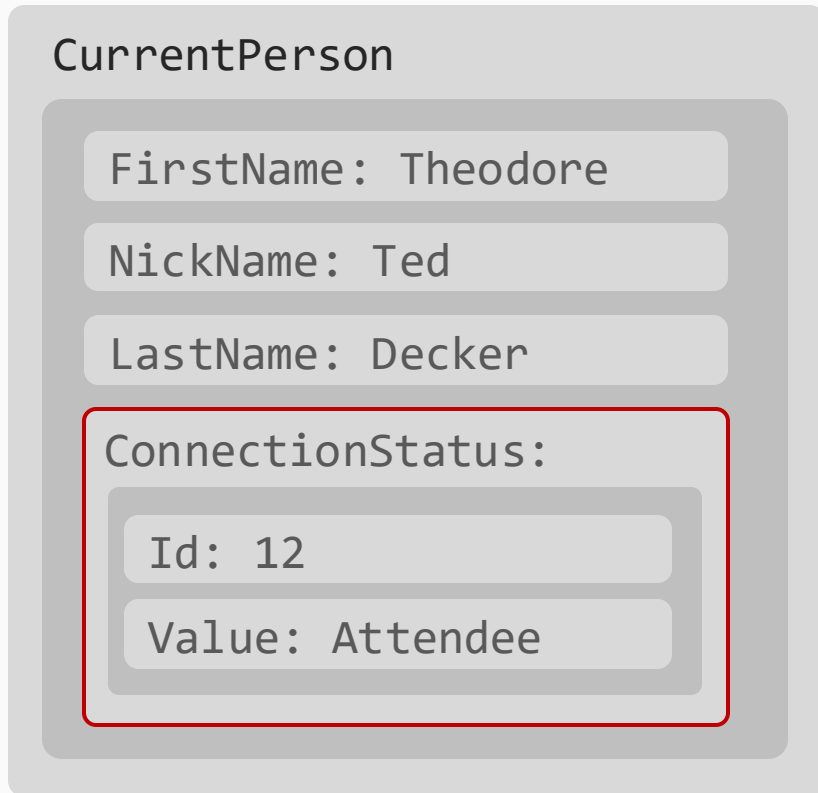 CurrentPerson
FirstName: Theodore
NickName: Ted
LastName: Decker
ConnectionStatus:
Id: 12
Value: Attendee